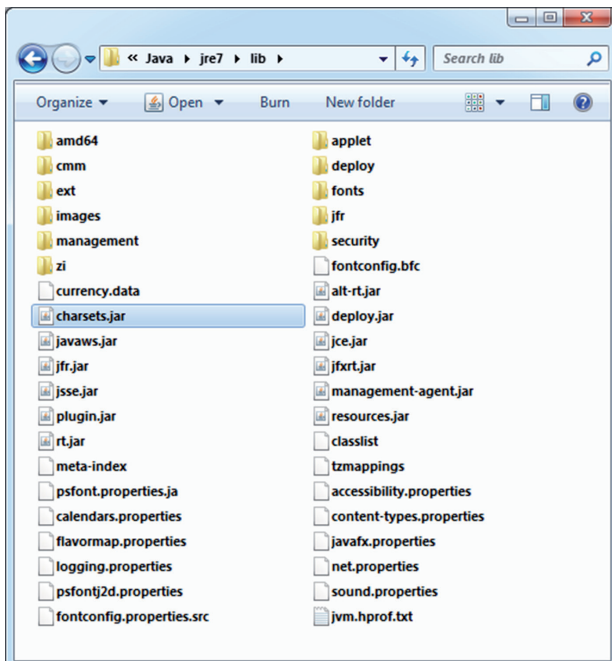 « Java ▸ jre7 ▸ lib ▸ Search lib
Organize ▼ Open ▼ Burn New folder
amd64 applet
cmm deploy
ext fonts
images jfr
management security
zi fontconfig.bfc
currency.data alt-rt.jar
charsets.jar deploy.jar
javaws.jar jce.jar
jfr.jar jfxrt.jar
jsse.jar management-agent.jar
plugin.jar resources.jar
rt.jar classlist
meta-index tzmappings
psfont.properties.ja accessibility.properties
calendars.properties content-types.properties
flavormap.properties javafx.properties
logging.properties net.properties
psfontj2d.properties sound.properties
fontconfig.properties.src jvm.hprof.txt